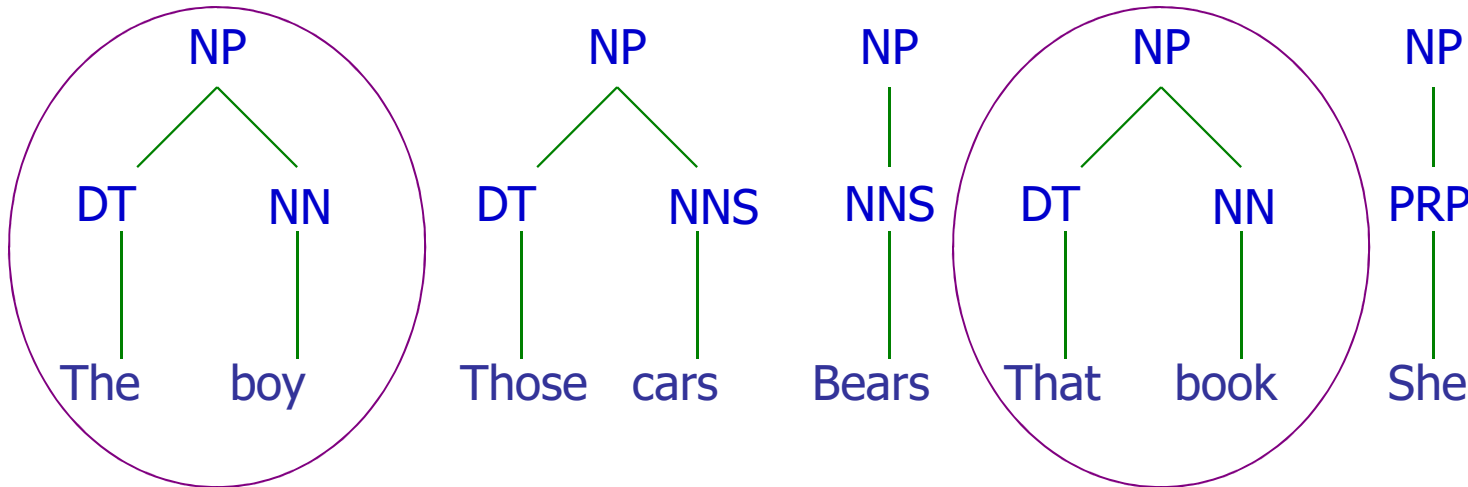 NP NP NP NP NP
DT NN DT NNS NNS DT NN PRP
The boy Those cars Bears That book She